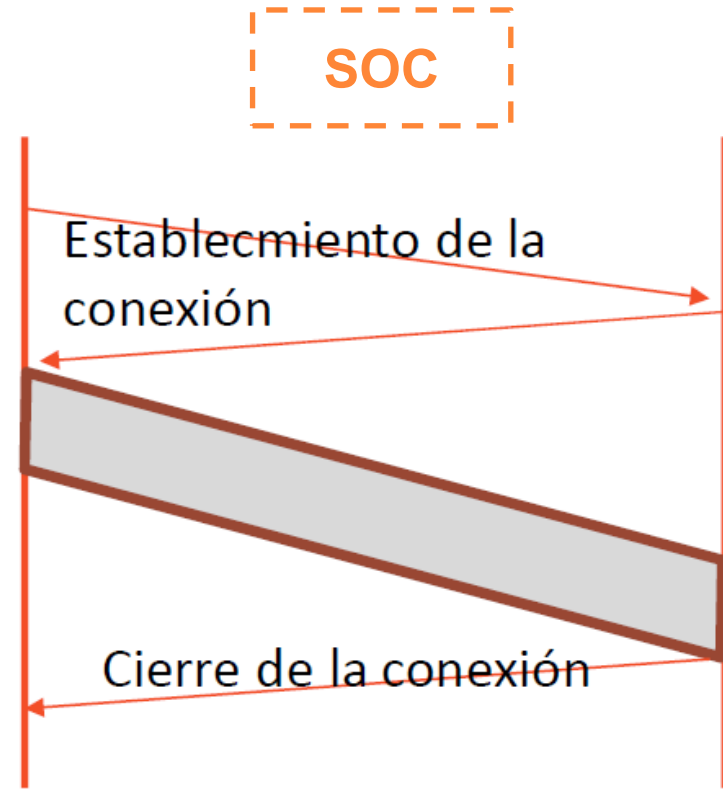 SOC
Establecmiento de la
conexión
Cierre de la conexión